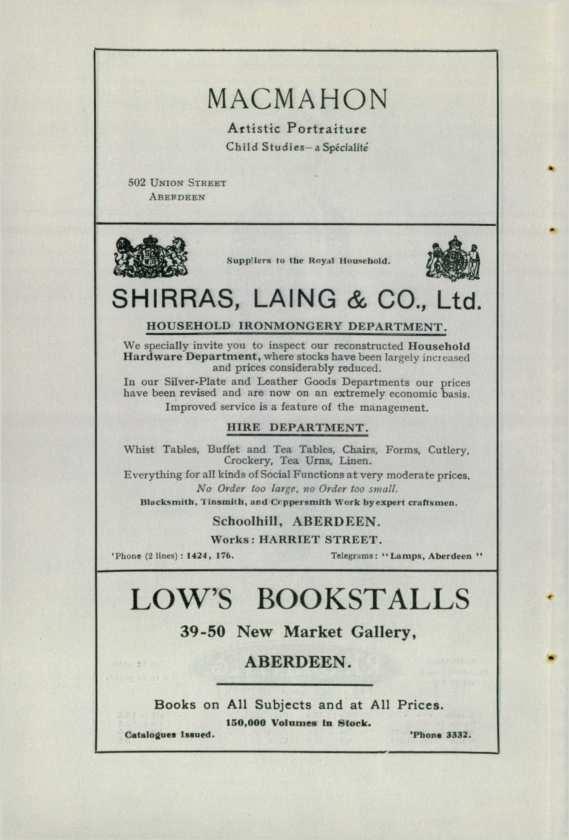 MACMAHON
Artistic Portraiture
Child Studies—a Spécialité
502 Union Street
Aberdeen
Suppliers to the Royal Household.
SHIRRAS, LAING & CO., Ltd.
HOUSEHOLD IRONMONGERY DEPARTMENT.
We specially invite you to inspect our reconstructed Household
Hardware Department, where stocks have been largely increased
and prices considerably reduced.
In our Silver-Plate and Leather Goods Departments our prices
have been revised and are now on an extremely economic basis.
Improved service is a feature of the management.
HIRE DEPARTMENT.
Whist Tables, Buffet and Tea Tables, Chairs, Forms, Cutlery,
Crockery, Tea Urns, Linen.
Everything for all kinds of Social Functions at very moderate prices.
No Order too large, no Order too small.
Blacksmith, Tinsmith, and Coppersmith Work by expert craftsmen.
Schoolhill, ABERDEEN.
Works: HARRIET STREET.
'Phone (2 lines) : 1424, 176. Telegrams: "Lamps, Aberdeen"
LOW'S BOOKSTALLS
39-50 New Market Gallery,
ABERDEEN.
Books on All Subjects and at All Prices.
150,000 Volumes in Stock.
Catalogues Issued. 'Phone 3332.